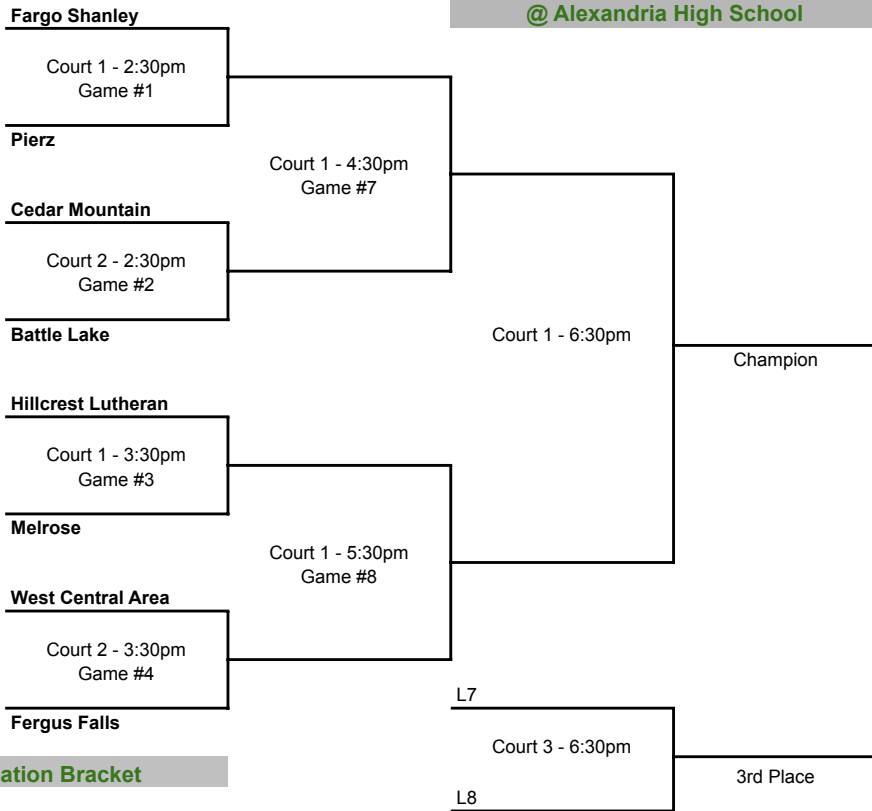 Fargo Shanley
@ Alexandria High School
Court 1 - 2:30pm
Game #1
Pierz
Court 1 - 4:30pm
Game #7
Cedar Mountain
Court 2 - 2:30pm
Game #2
Battle Lake
Court 1 - 6:30pm
Champion
Hillcrest Lutheran
Court 1 - 3:30pm
Game #3
Melrose
Court 1 - 5:30pm
Game #8
West Central Area
Court 2 - 3:30pm
Game #4
Fergus Falls
L7
Court 3 - 6:30pm
3rd Place
L8
ation Bracket